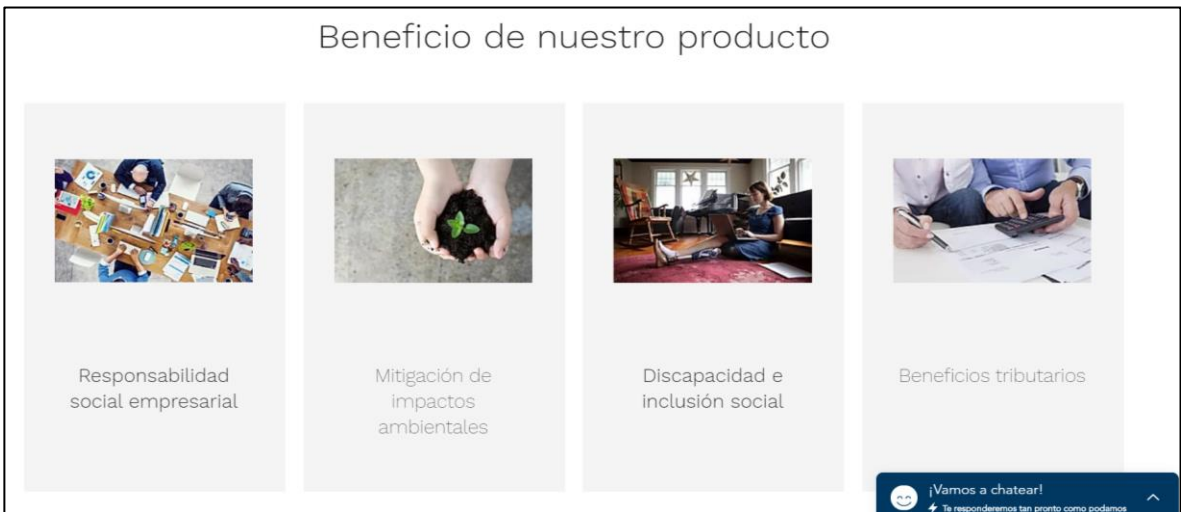 Beneficio de nuestro producto
Responsabilidad
social empresarial
Mitigación de
impactos
ambientales
Discapacidad e
inclusión social
Beneficios tributarios
¡Vamos a chatear!
Te responderemos tan pronto como podamos